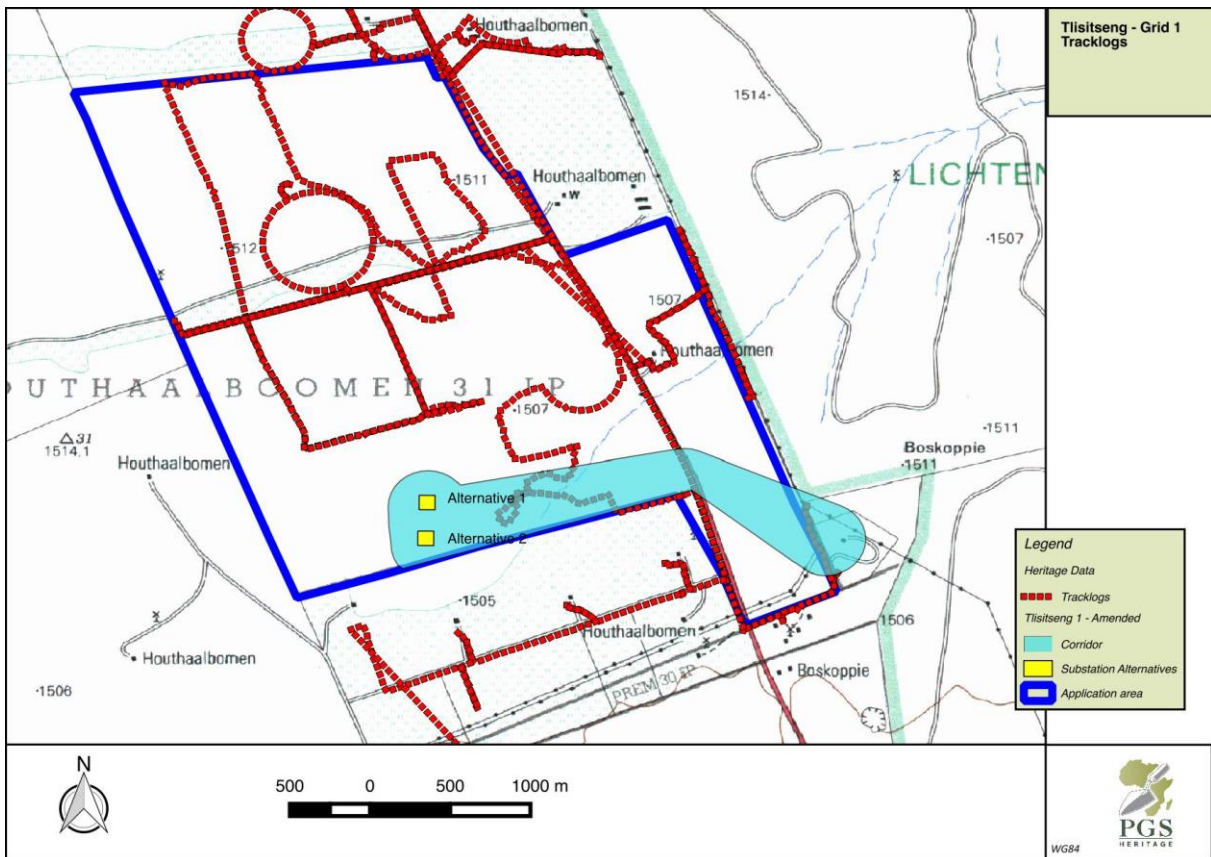 Tlisitseng - Grid 1
Tracklogs
Houthaalbomen
1514
LICHTEN
1511
Houthaalbomen
W
1512
1507
1507
Houthaalbomen
OUTHAALBOOMEN 31 IP
1507
31
1514.1
1511
Boskoppie
1511
Houthaalbomen
Alternative 1
Alternative 2
1505
Houthaalbomen
1506
Houthaalbomen
Boskoppie
PREM 30 IP
1506
Legend
Heritage Data
Tracklogs
Tlisitseng 1 - Amended
Corridor
Substation Alternatives
Application area
N
500 0 500 1000 m
PGS
HERITAGE
WG84